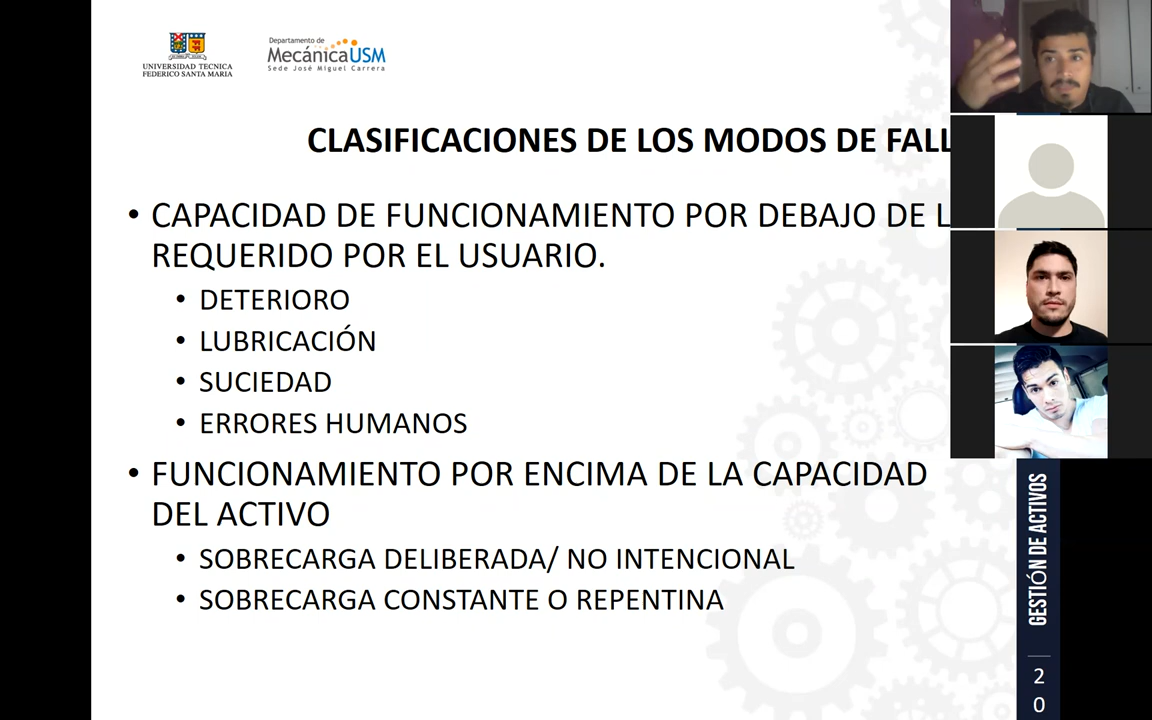 UNIVERSIDAD TECNICA
FEDERICO SANTA MARIA
Departamento de
MecánicaUSM
Sede José Miguel Carrera
CLASIFICACIONES DE LOS MODOS DE FALL
• CAPACIDAD DE FUNCIONAMIENTO POR DEBAJO DE L
REQUERIDO POR EL USUARIO.
• DETERIORO
• LUBRICACIÓN
• SUCIEDAD
• ERRORES HUMANOS
• FUNCIONAMIENTO POR ENCIMA DE LA CAPACIDAD
DEL ACTIVO
• SOBRECARGA DELIBERADA/ NO INTENCIONAL
• SOBRECARGA CONSTANTE O REPENTINA
GESTIÓN DE ACTIVOS
2
0